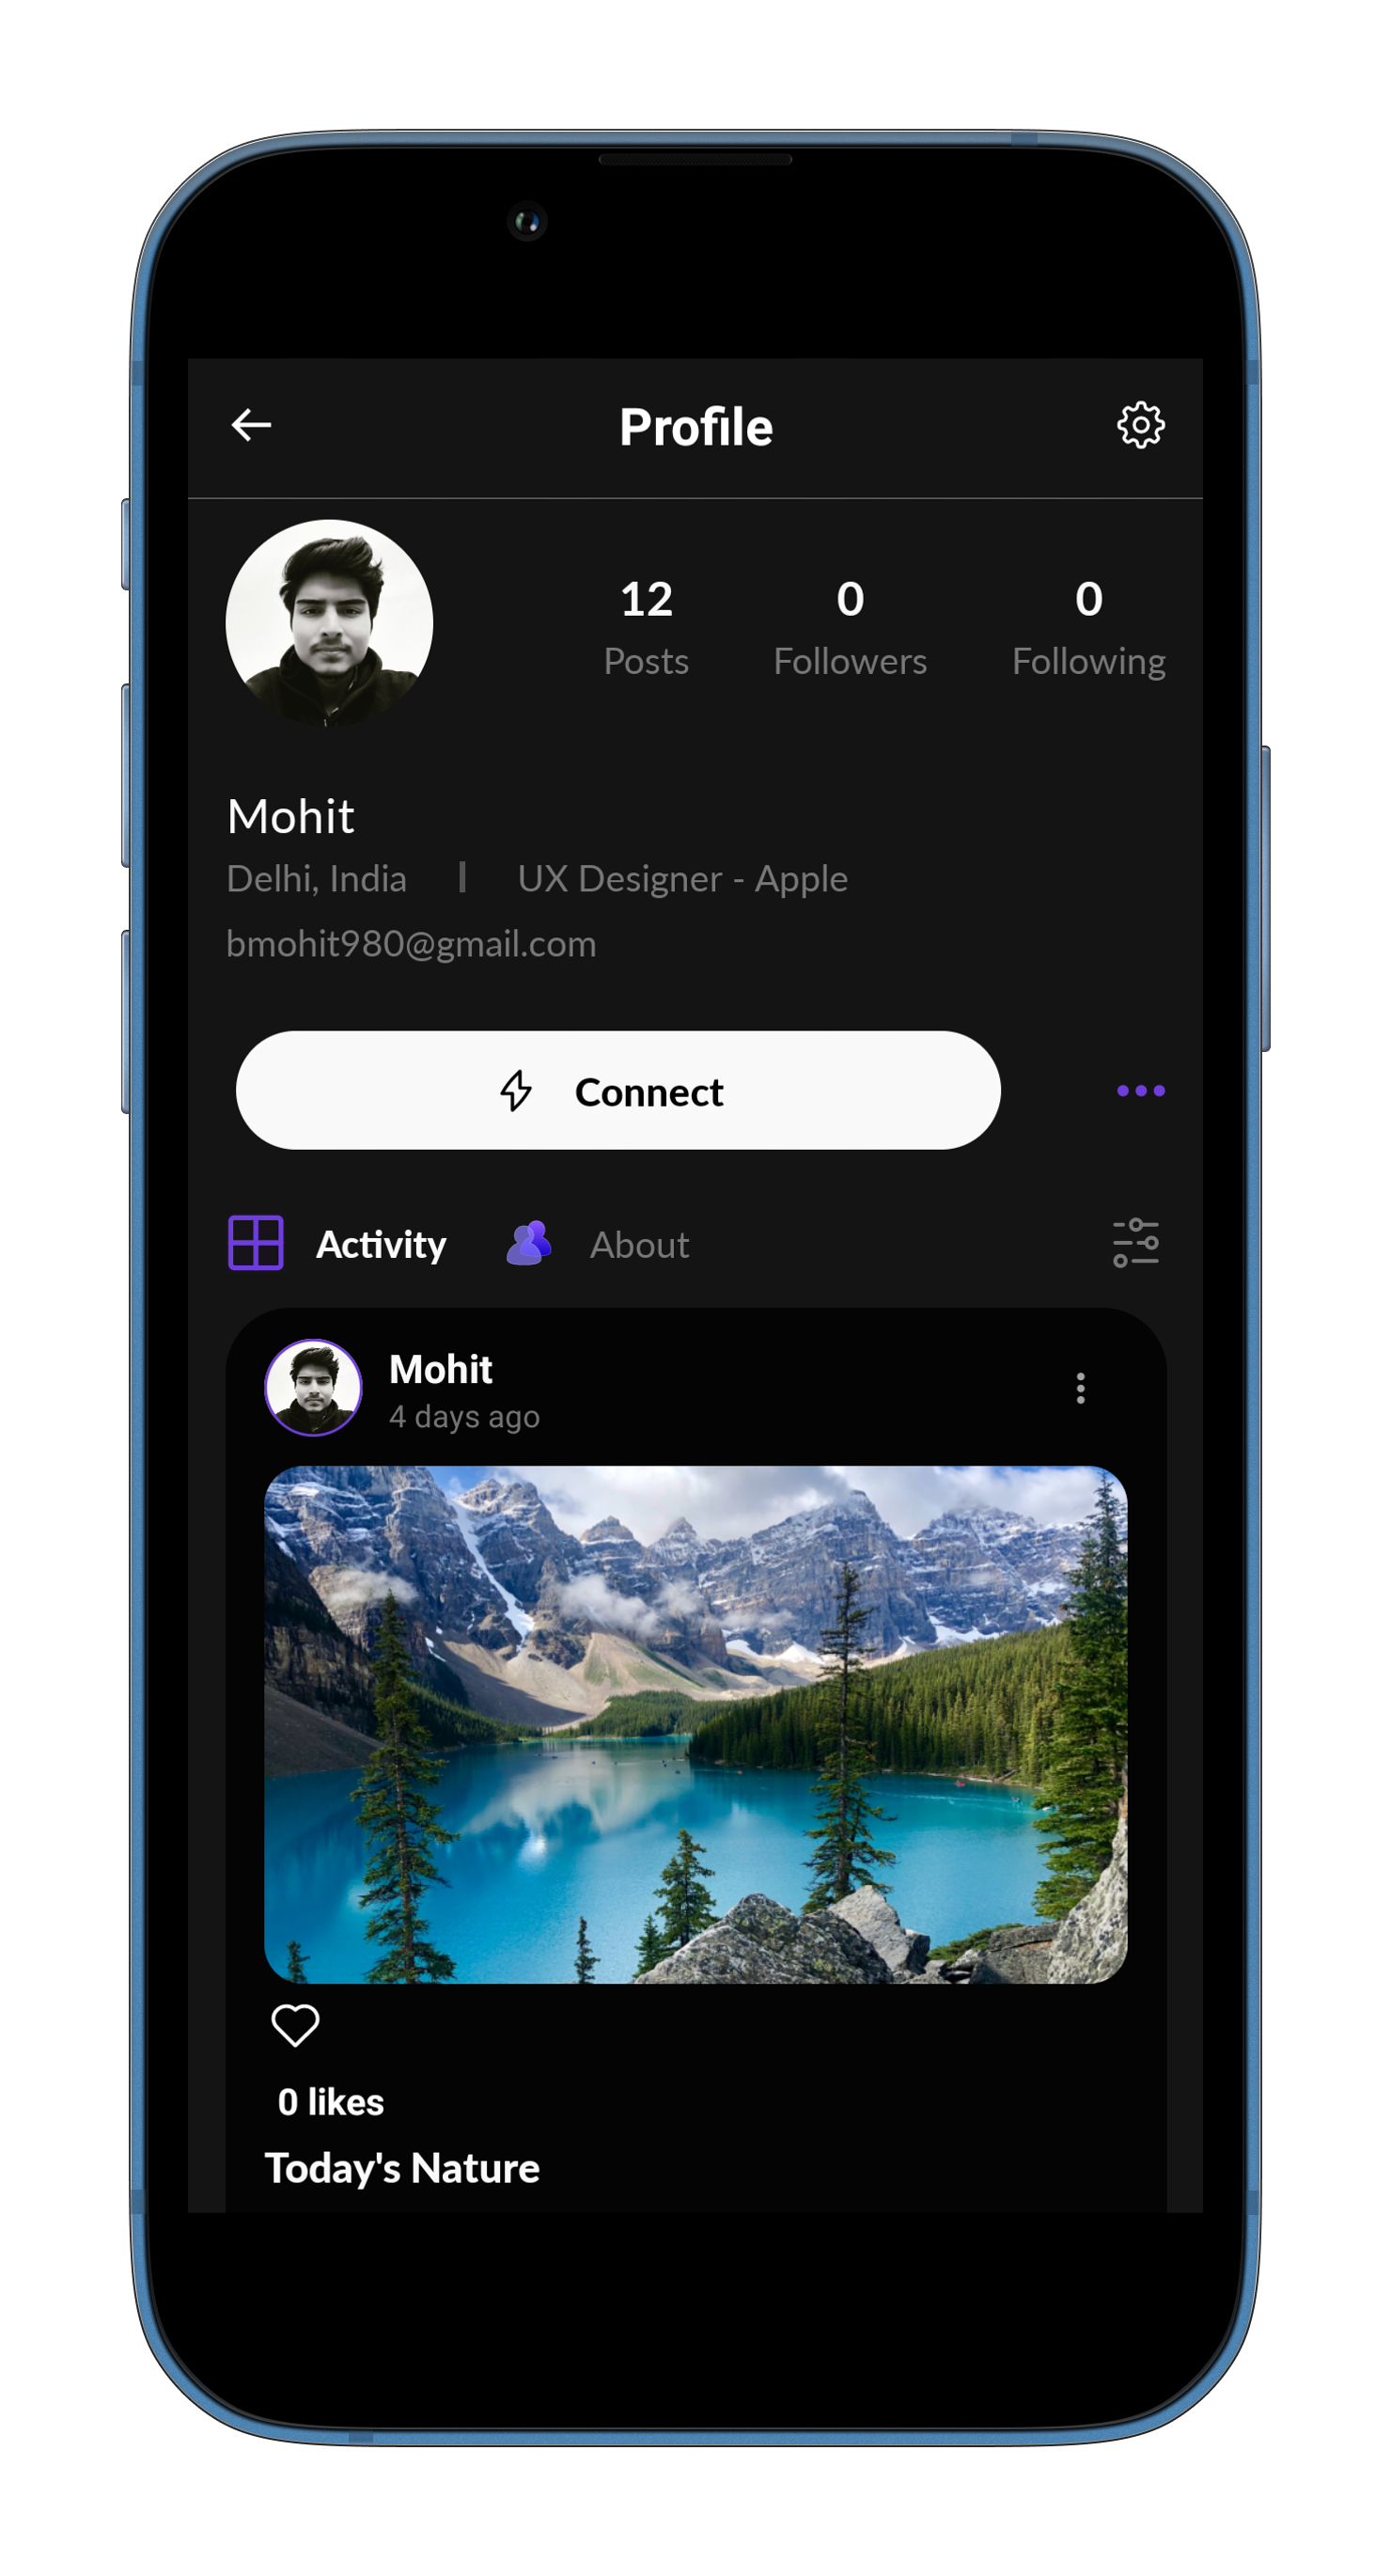 Profile
12 0 0
Posts Followers Following
Mohit
Delhi, India | UX Designer - Apple
bmohit980@gmail.com
Connect
Activity About
Mohit
4 days ago
0 likes
Today's Nature